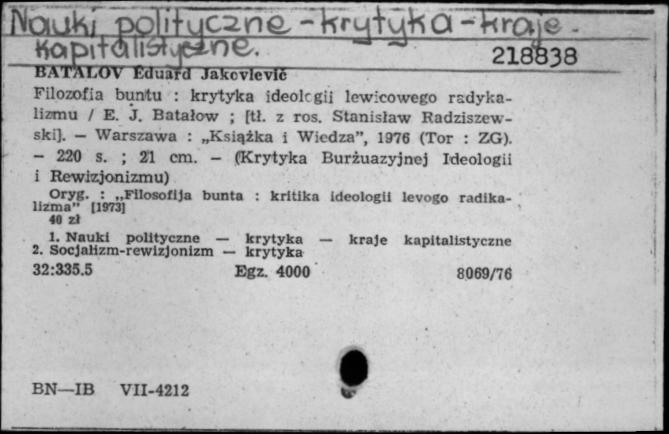 Nauki polityczne - krytyka - kraje
kapitalistyczne.
218838
BATALOV Eduard Jakovlevič
Filozofia buntu : krytyka ideologii lewicowego radyka-
lizmu / E. J. Batałow ; [tł. z ros. Stanisław Radziszew-
ski]. — Warszawa : „Książka i Wiedza”, 1976 (Tor : ZG).
— 220 s. ; 21 cm. — (Krytyka Burżuazyjnej Ideologii
i Rewizjonizmu)
Oryg. : „Filosofija bunta : kritika ideologii levogo radika-
lizma” [1973]
40 zł
1. Nauki polityczne — krytyka — kraje kapitalistyczne
2. Socjalizm-rewizjonizm — krytyka
32:335.5 Egz. 4000 8069/76
BN—IB VII-4212